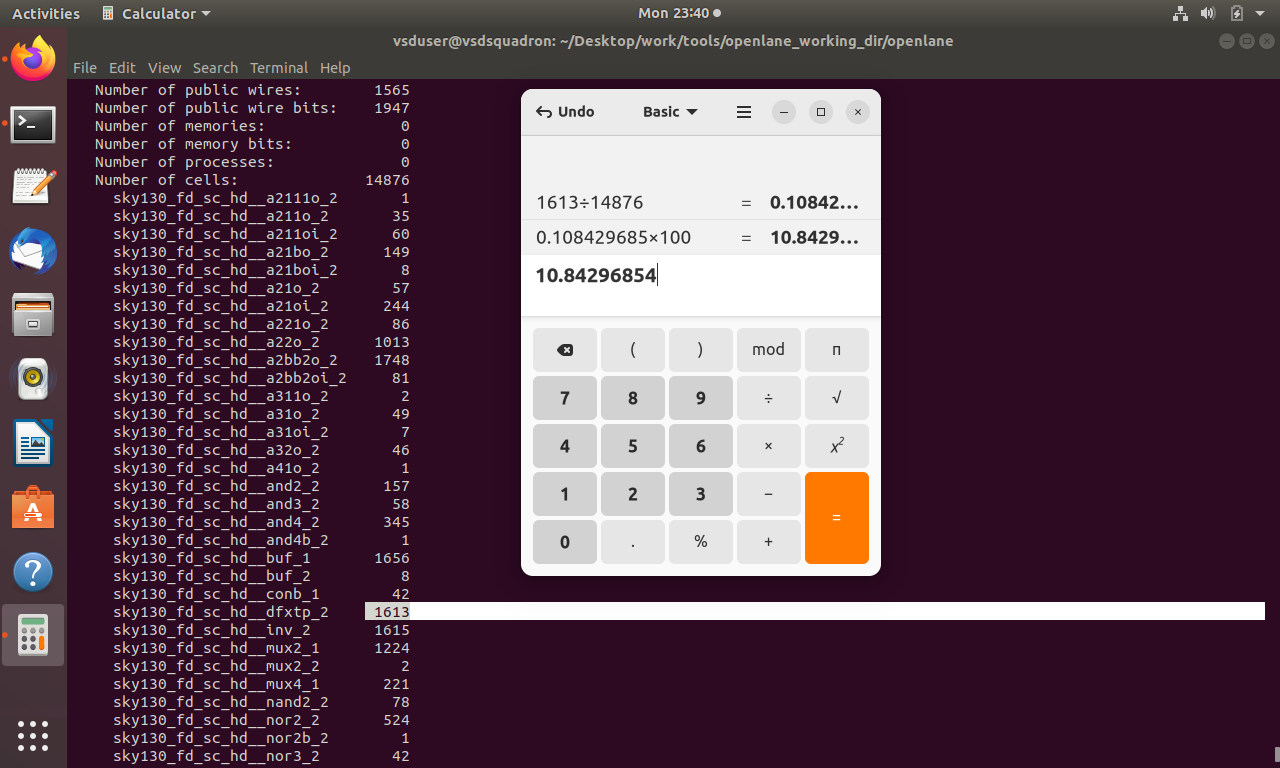 Activities Calculator Mon 23:40
vsduser@vsdsquadron: ~/Desktop/work/tools/openlane_working_dir/openlane
File Edit View Search Terminal Help
Number of public wires: 1565
Number of public wire bits: 1947
Number of memories: 0
Number of memory bits: 0
Number of processes: 0
Number of cells: 14876
sky130_fd_sc_hd__a2111o_2 1
sky130_fd_sc_hd__a211o_2 35
sky130_fd_sc_hd__a211oi_2 60
sky130_fd_sc_hd__a21bo_2 149
sky130_fd_sc_hd__a21boi_2 8
sky130_fd_sc_hd__a21o_2 57
sky130_fd_sc_hd__a21oi_2 244
sky130_fd_sc_hd__a221o_2 86
sky130_fd_sc_hd__a22o_2 1013
sky130_fd_sc_hd__a2bb2o_2 1748
sky130_fd_sc_hd__a2bb2oi_2 81
sky130_fd_sc_hd__a311o_2 2
sky130_fd_sc_hd__a31o_2 49
sky130_fd_sc_hd__a31oi_2 7
sky130_fd_sc_hd__a32o_2 46
sky130_fd_sc_hd__a41o_2 1
sky130_fd_sc_hd__and2_2 157
sky130_fd_sc_hd__and3_2 58
sky130_fd_sc_hd__and4_2 345
sky130_fd_sc_hd__and4b_2 1
sky130_fd_sc_hd__buf_1 1656
sky130_fd_sc_hd__buf_2 8
sky130_fd_sc_hd__conb_1 42
sky130_fd_sc_hd__dfxtp_2 1613
sky130_fd_sc_hd__inv_2 1615
sky130_fd_sc_hd__mux2_1 1224
sky130_fd_sc_hd__mux2_2 2
sky130_fd_sc_hd__mux4_1 221
sky130_fd_sc_hd__nand2_2 78
sky130_fd_sc_hd__nor2_2 524
sky130_fd_sc_hd__nor2b_2 1
sky130_fd_sc_hd__nor3_2 42
Undo Basic
1613÷14876 = 0.10842…
0.108429685×100 = 10.8429…
10.84296854
( ) mod π
7 8 9 ÷ √
4 5 6 × x²
1 2 3 − =
0 . % +